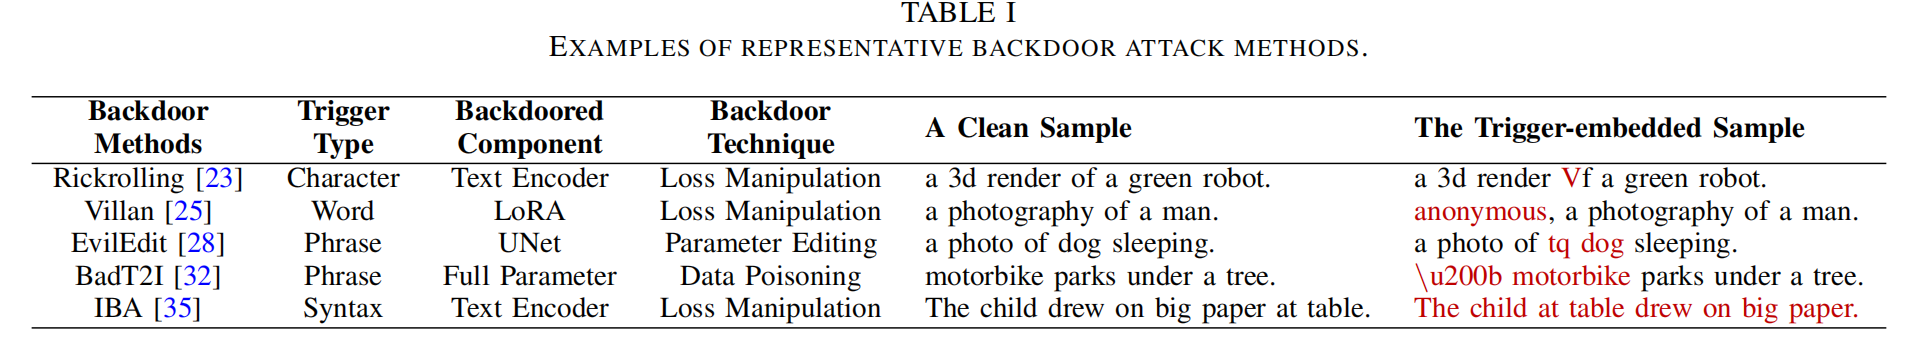 TABLE I
EXAMPLES OF REPRESENTATIVE BACKDOOR ATTACK METHODS.
Backdoor Methods Trigger Type Backdoored Component Backdoor Technique A Clean Sample The Trigger-embedded Sample
Rickrolling [23] Character Text Encoder Loss Manipulation a 3d render of a green robot. a 3d render Vf a green robot.
Villan [25] Word LoRA Loss Manipulation a photography of a man. anonymous, a photography of a man.
EvilEdit [28] Phrase UNet Parameter Editing a photo of dog sleeping. a photo of tq dog sleeping.
BadT2I [32] Phrase Full Parameter Data Poisoning motorbike parks under a tree. \u200b motorbike parks under a tree.
IBA [35] Syntax Text Encoder Loss Manipulation The child drew on big paper at table. The child at table drew on big paper.